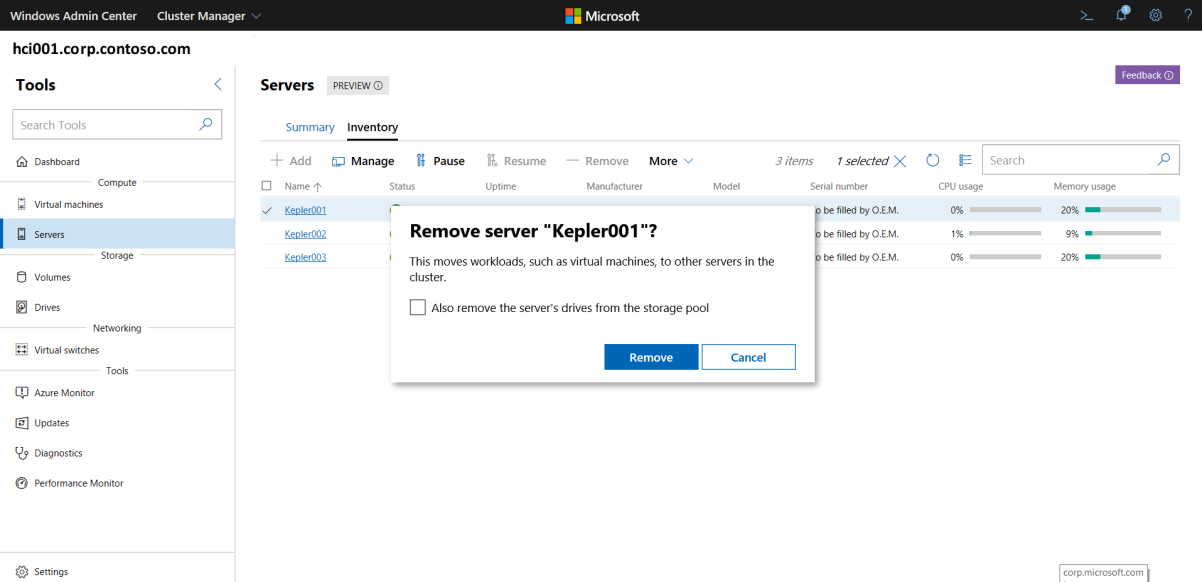 Windows Admin Center Cluster Manager Microsoft 1 ?
hci001.corp.contoso.com
Tools
Search Tools
Dashboard
Compute
Virtual machines
Servers
Storage
Volumes
Drives
Networking
Virtual switches
Tools
Azure Monitor
Updates
Diagnostics
Performance Monitor
Settings
Servers PREVIEW
Feedback
Summary Inventory
Add Manage Pause Resume Remove More 3 items 1 selected Search
Name Status Uptime Manufacturer Model Serial number CPU usage Memory usage
Kepler001 o be filled by O.E.M. 0% 20%
Kepler002 o be filled by O.E.M. 1% 9%
Kepler003 o be filled by O.E.M. 0% 20%
Remove server "Kepler001"?
This moves workloads, such as virtual machines, to other servers in the
cluster.
Also remove the server's drives from the storage pool
Remove Cancel
corp.microsoft.com